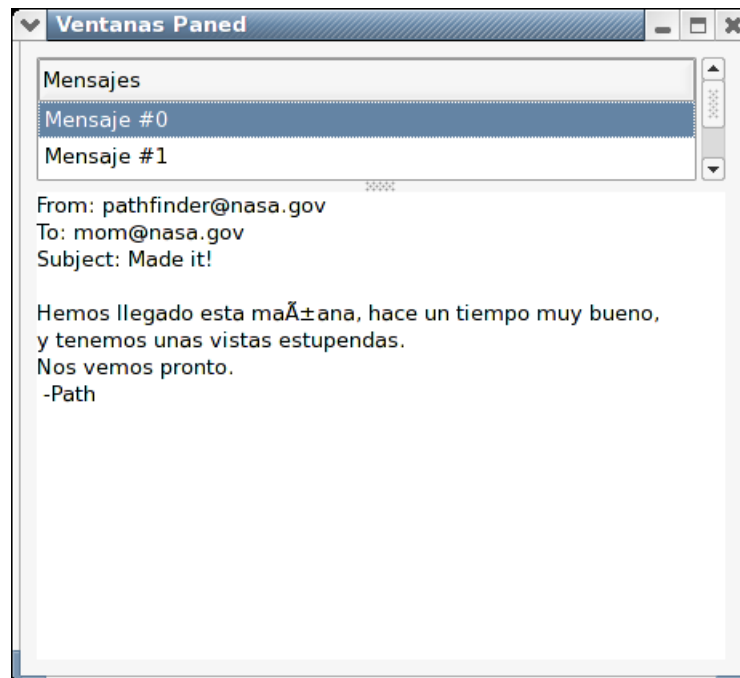 Ventanas Paned
Mensajes
Mensaje #0
Mensaje #1
From: pathfinder@nasa.gov
To: mom@nasa.gov
Subject: Made it!
Hemos llegado esta maÃ±ana, hace un tiempo muy bueno,
y tenemos unas vistas estupendas.
Nos vemos pronto.
-Path